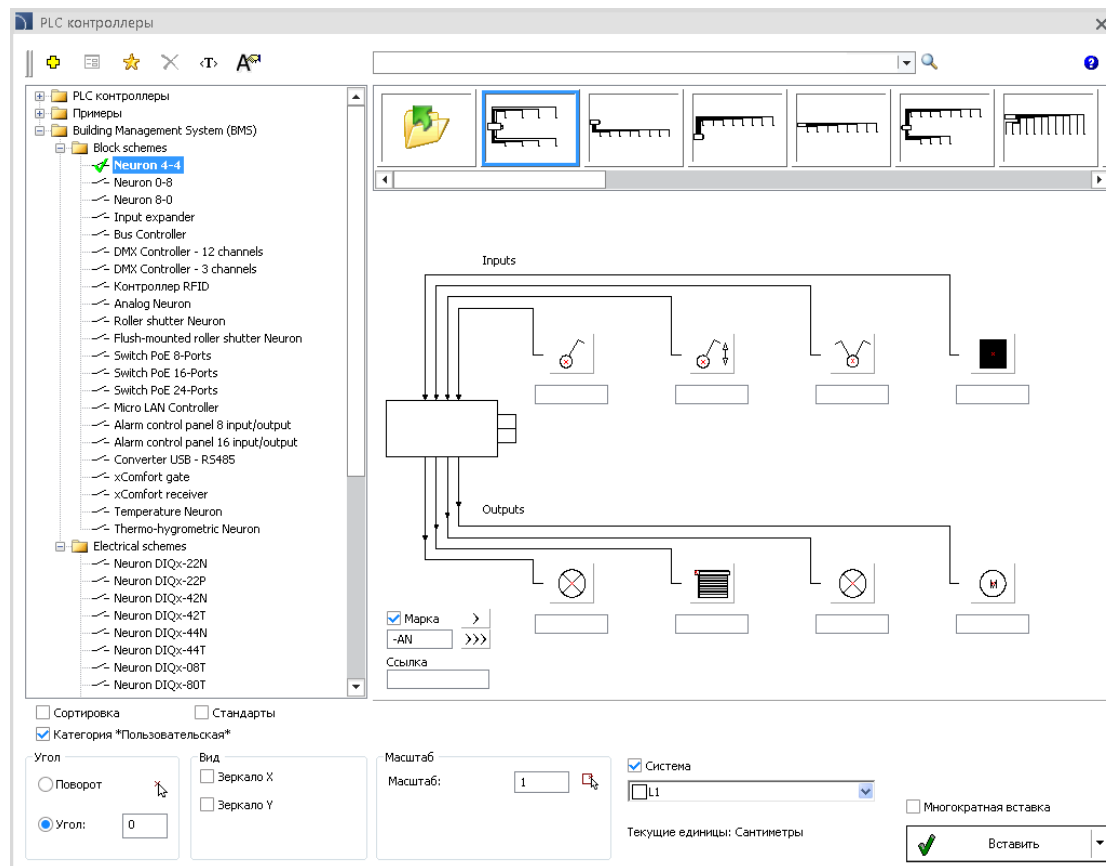 PLC контроллеры
PLC контроллеры
Примеры
Building Management System (BMS)
Block schemes
Neuron 4-4
Neuron 0-8
Neuron 8-0
Input expander
Bus Controller
DMX Controller - 12 channels
DMX Controller - 3 channels
Контроллер RFID
Analog Neuron
Roller shutter Neuron
Flush-mounted roller shutter Neuron
Switch PoE 8-Ports
Switch PoE 16-Ports
Switch PoE 24-Ports
Micro LAN Controller
Alarm control panel 8 input/output
Alarm control panel 16 input/output
Converter USB - RS485
xComfort gate
xComfort receiver
Temperature Neuron
Thermo-hygrometric Neuron
Electrical schemes
Neuron DIQx-22N
Neuron DIQx-22P
Neuron DIQx-42N
Neuron DIQx-42T
Neuron DIQx-44N
Neuron DIQx-44T
Neuron DIQx-08T
Neuron DIQx-80T
Inputs
Outputs
M
Марка
-AN
Ссылка
Сортировка
Стандарты
Категория *Пользовательская*
Угол
Поворот
Угол:
0
Вид
Зеркало X
Зеркало Y
Масштаб
Масштаб:
1
Система
L1
Текущие единицы: Сантиметры
Многократная вставка
Вставить